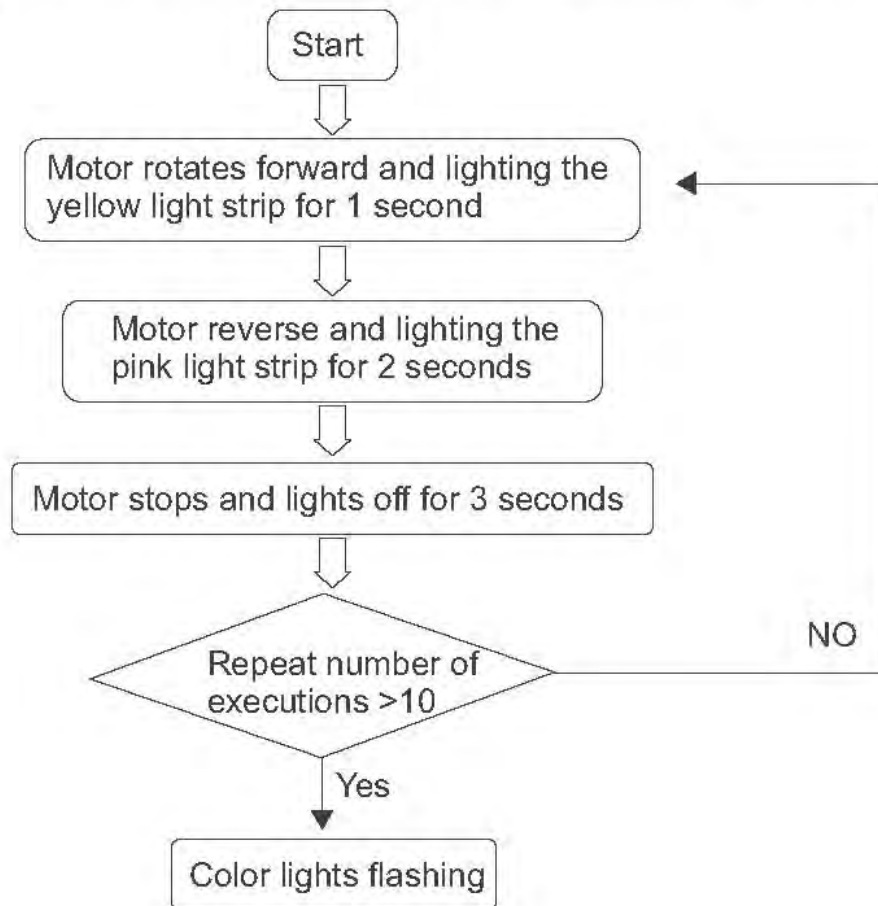 Start
Motor rotates forward and lighting the
yellow light strip for 1 second
Motor reverse and lighting the
pink light strip for 2 seconds
Motor stops and lights off for 3 seconds
Repeat number of
executions >10
NO
Yes
Color lights flashing